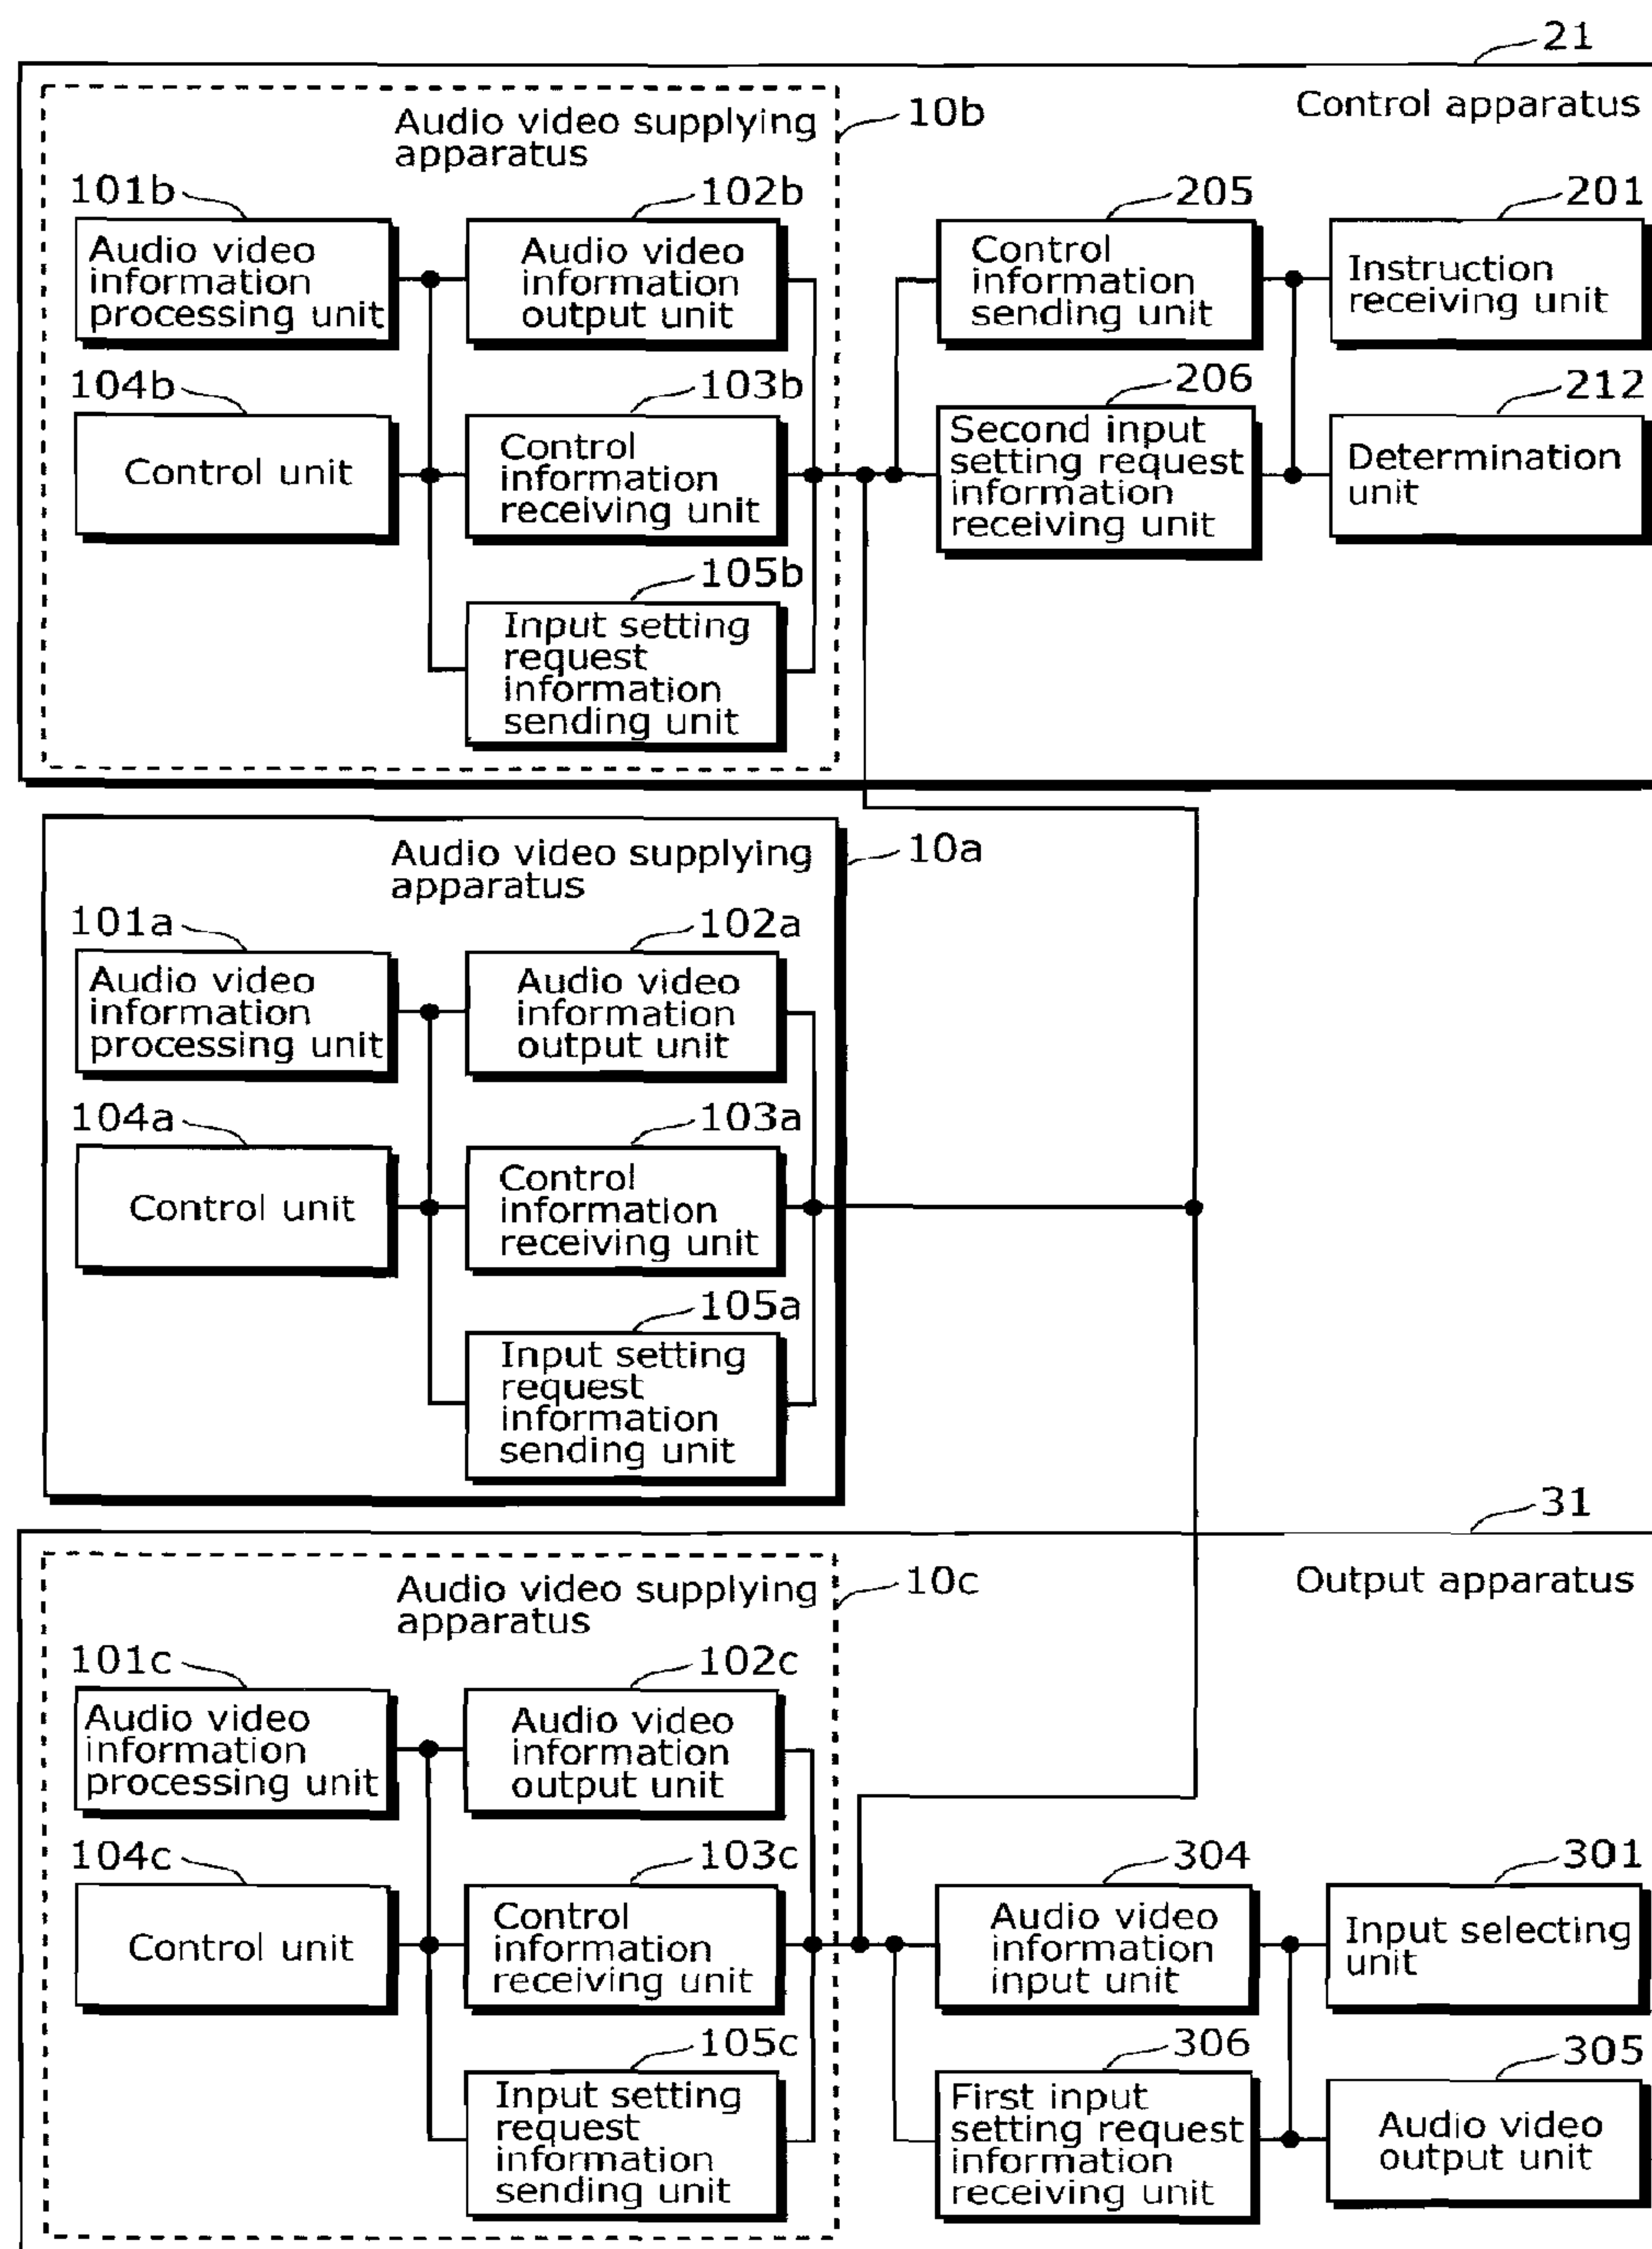 21
Control apparatus
Audio video supplying
apparatus
10b
101b
Audio video
information
processing unit
102b
Audio video
information
output unit
205
Control
information
sending unit
201
Instruction
receiving unit
104b
Control unit
103b
Control
information
receiving unit
206
Second input
setting request
information
receiving unit
212
Determination
unit
105b
Input setting
request
information
sending unit
Audio video supplying
apparatus
10a
101a
Audio video
information
processing unit
102a
Audio video
information
output unit
104a
Control unit
103a
Control
information
receiving unit
105a
Input setting
request
information
sending unit
31
Output apparatus
Audio video supplying
apparatus
10c
101c
Audio video
information
processing unit
102c
Audio video
information
output unit
104c
Control unit
103c
Control
information
receiving unit
304
Audio video
information
input unit
301
Input selecting
unit
105c
Input setting
request
information
sending unit
306
First input
setting request
information
receiving unit
305
Audio video
output unit